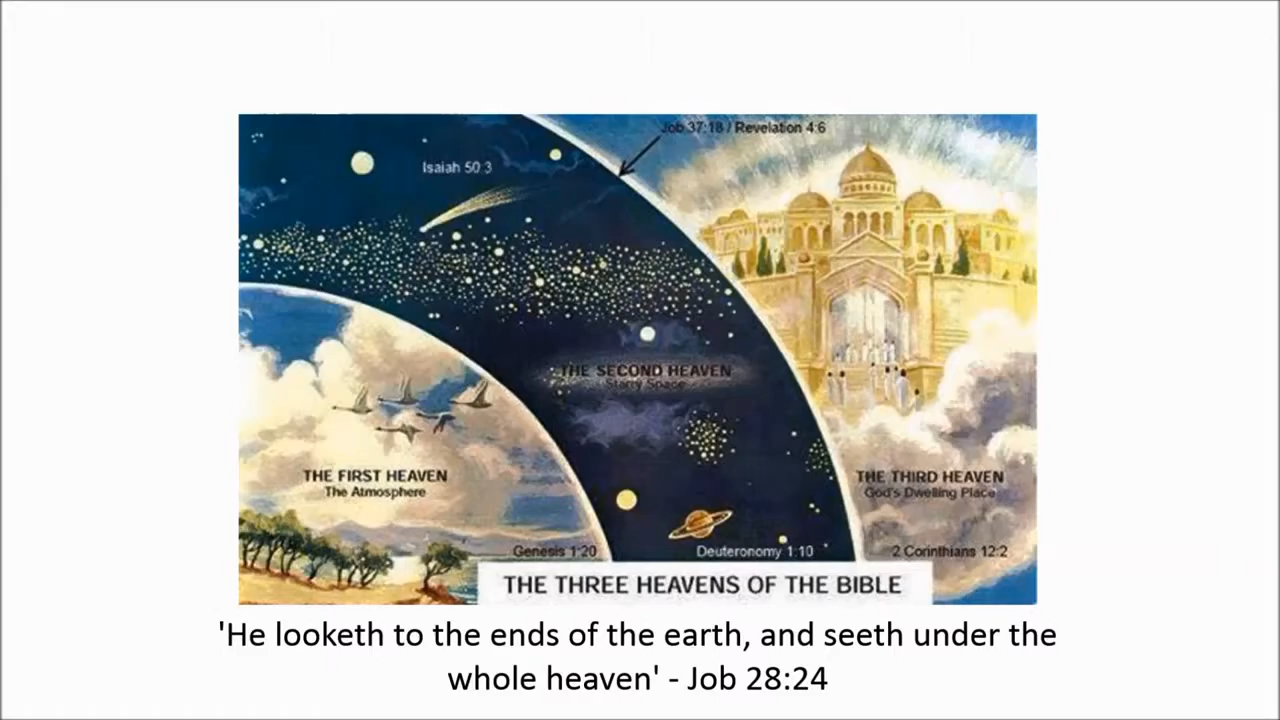 Job 37:18 / Revelation 4:6
Isaiah 50:3
THE SECOND HEAVEN
Starry Space
THE FIRST HEAVEN
The Atmosphere
THE THIRD HEAVEN
God's Dwelling Place
Genesis 1:20
Deuteronomy 1:10
2 Corinthians 12:2
THE THREE HEAVENS OF THE BIBLE
'He looketh to the ends of the earth, and seeth under the
whole heaven' - Job 28:24